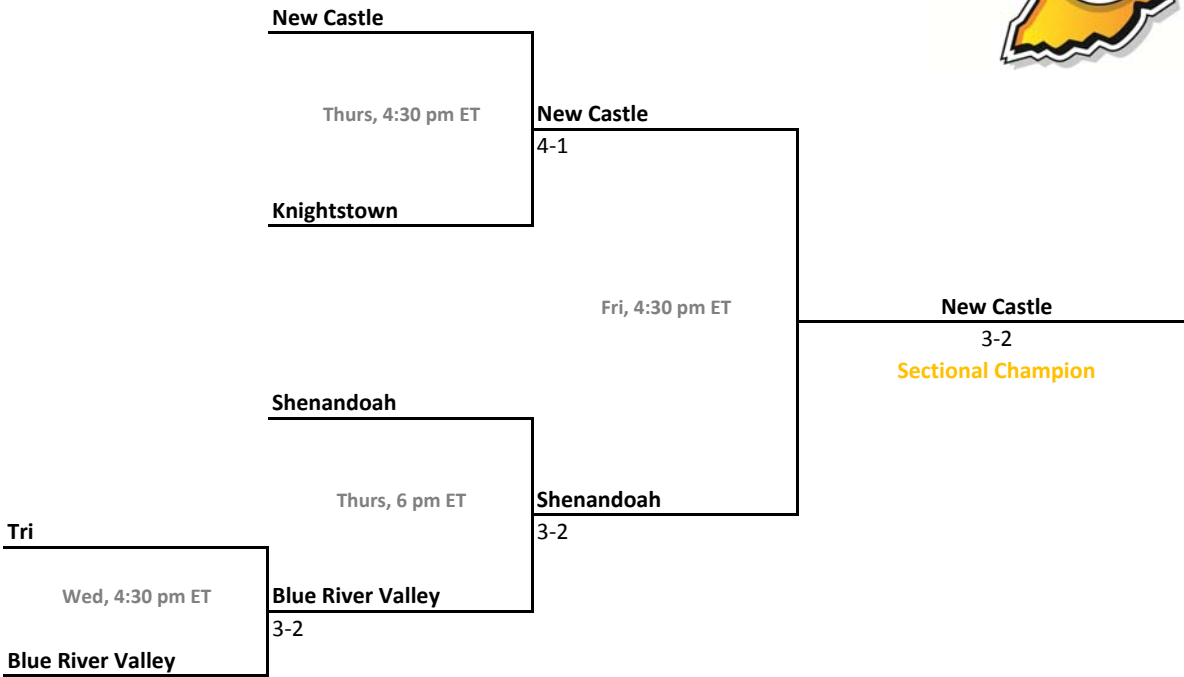 New Castle
Thurs, 4:30 pm ET
New Castle
4-1
Knightstown
Fri, 4:30 pm ET
New Castle
3-2
Sectional Champion
Shenandoah
Thurs, 6 pm ET
Shenandoah
3-2
Tri
Wed, 4:30 pm ET
Blue River Valley
3-2
Blue River Valley